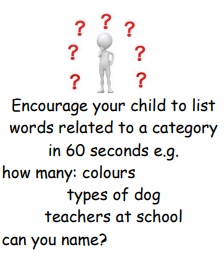 Encourage your child to list
words related to a category
in 60 seconds e.g.
how many: colours
types of dog
teachers at school
can you name?